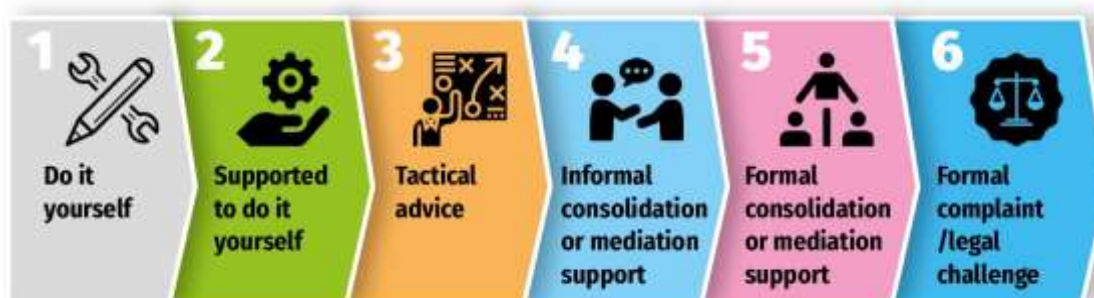 1
Do it
yourself
2
Supported
to do it
yourself
3
Tactical
advice
4
Informal
consolidation
or mediation
support
5
Formal
consolidation
or mediation
support
6
Formal
complaint
/legal
challenge